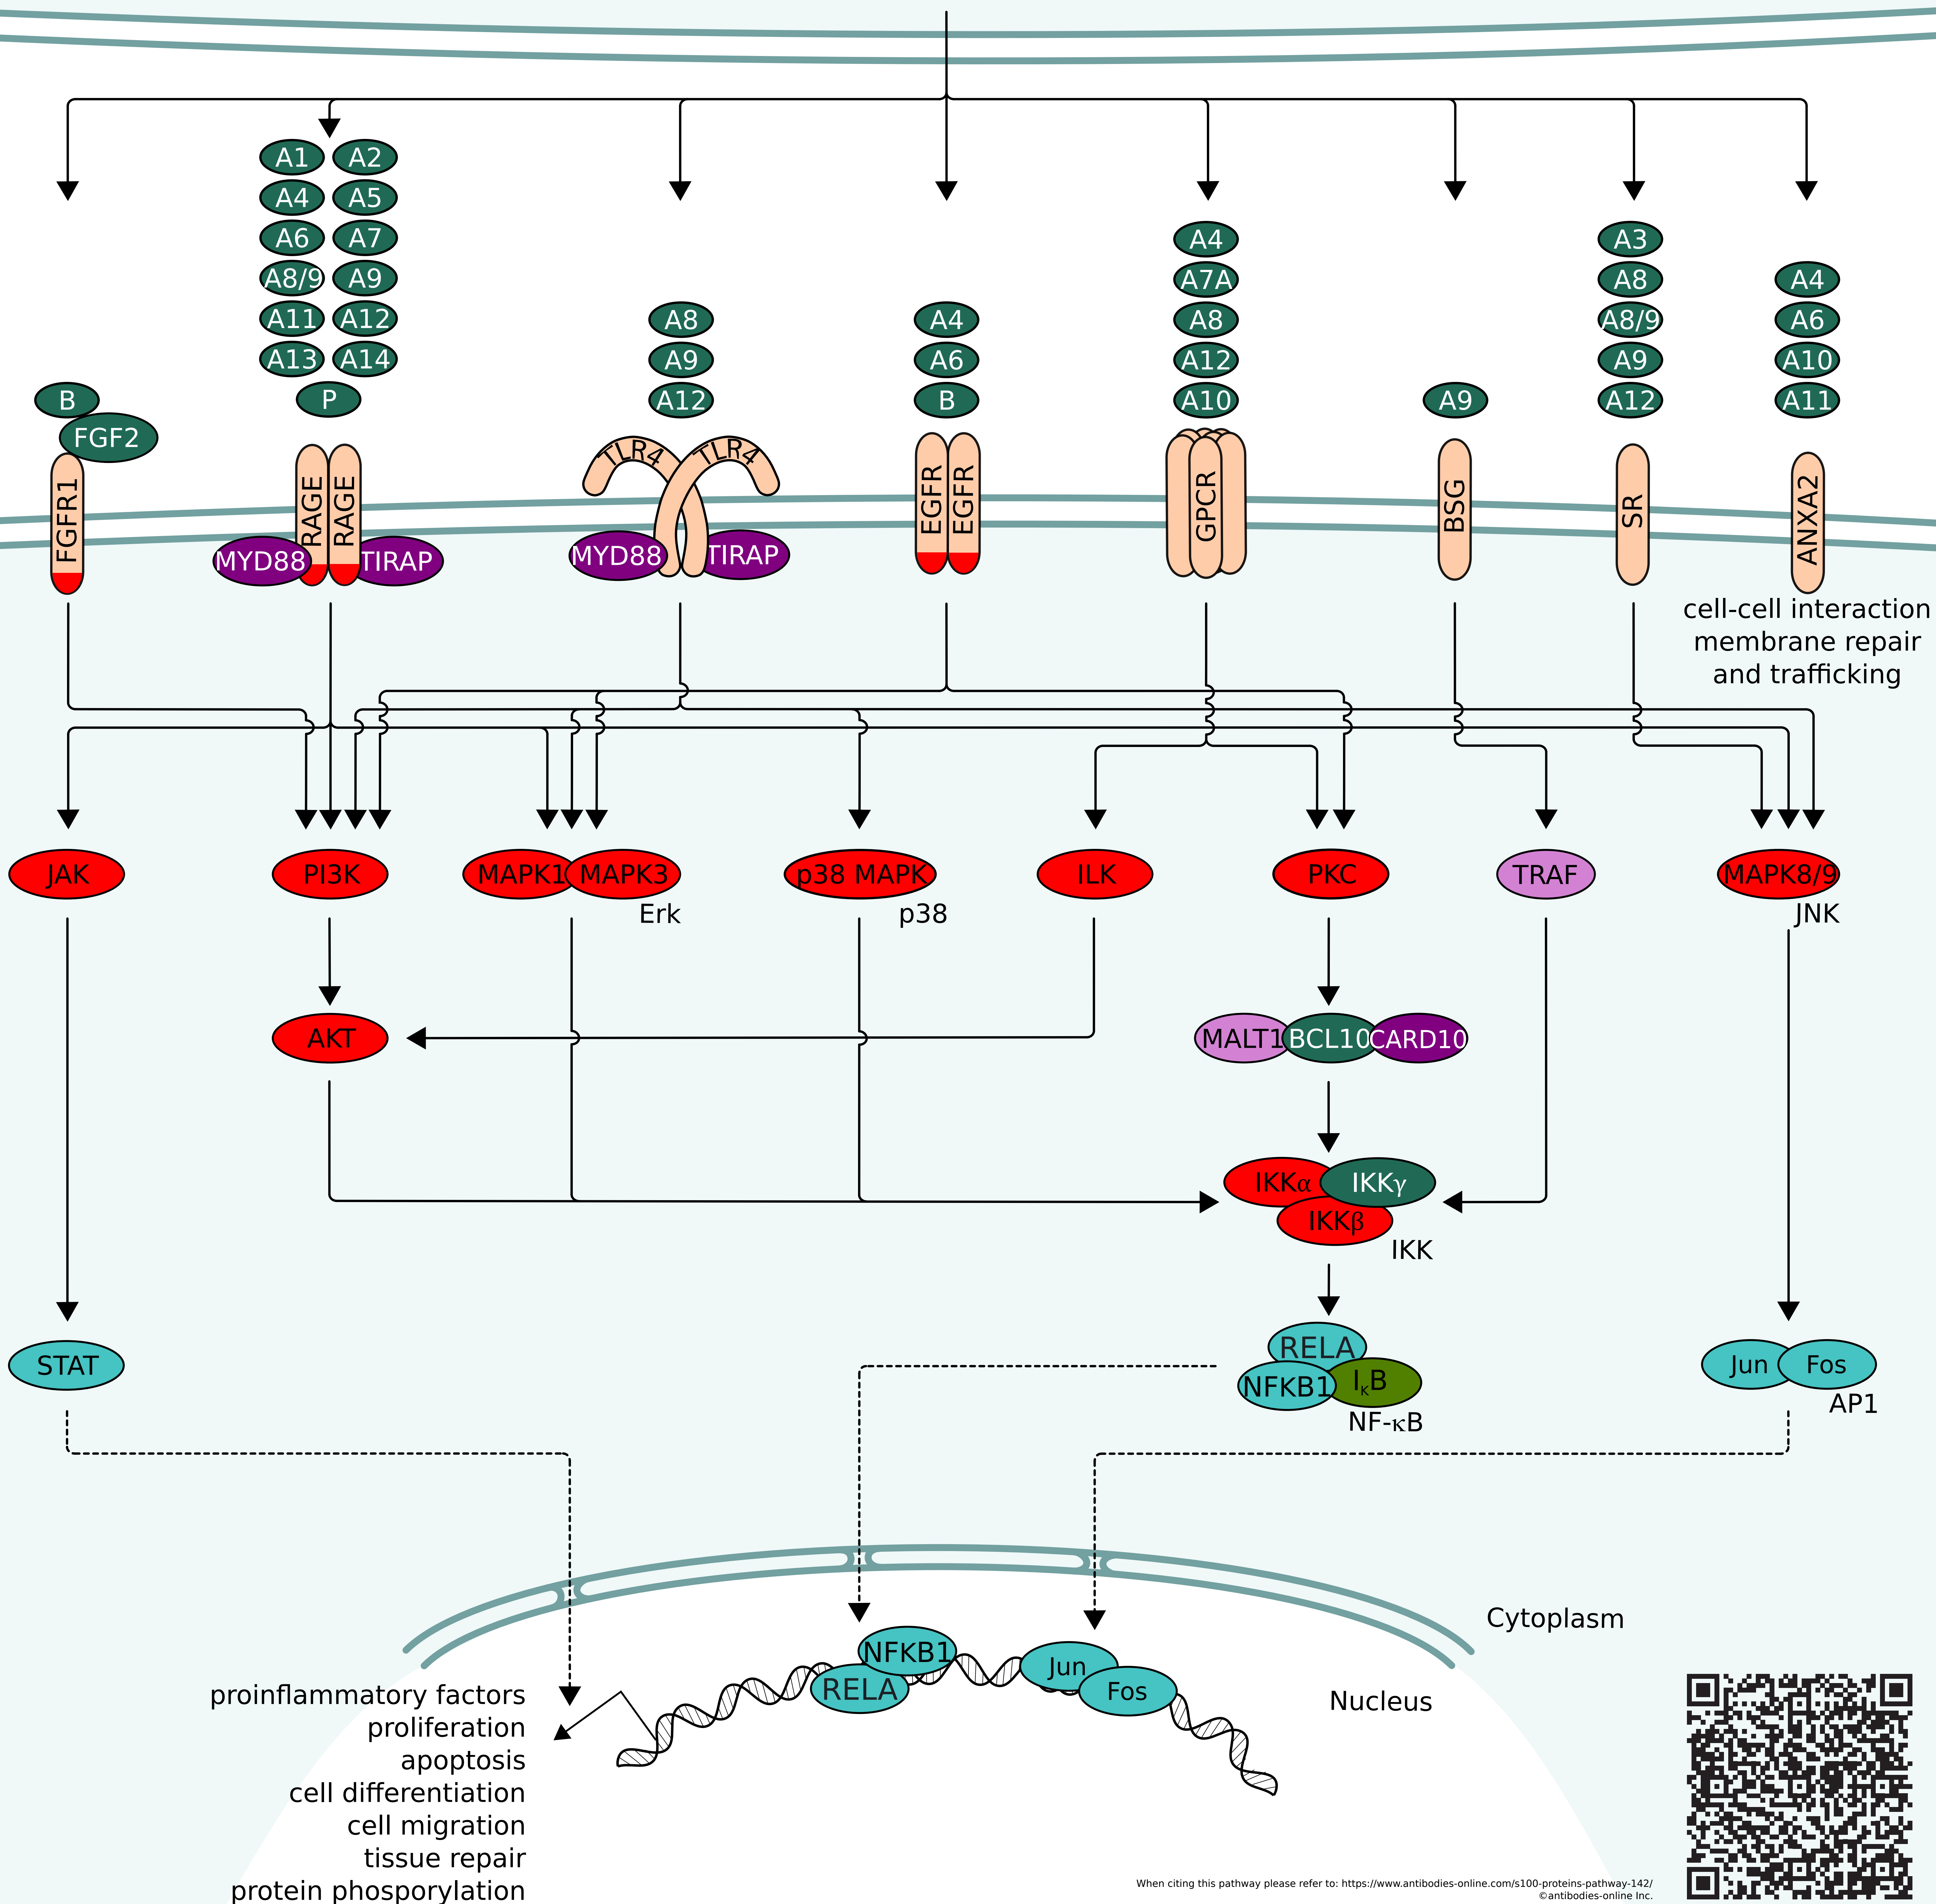 A1 A2
A4 A5
A6 A7
A8/9 A9
A11 A12
A13 A14
P
B
FGF2
A8
A9
A12
A4
A6
B
A4
A7A
A8
A12
A10
A9
A3
A8
A8/9
A9
A12
A4
A6
A10
A11
FGFR1
RAGE RAGE
MYD88 TIRAP
TLR4 TLR4
MYD88 TIRAP
EGFR EGFR
GPCR
BSG
SR
ANXA2
cell-cell interaction
membrane repair
and trafficking
JAK PI3K MAPK1 MAPK3 p38 MAPK ILK PKC TRAF MAPK8/9
Erk p38 JNK
AKT MALT1 BCL10 CARD10
IKKα IKKγ
IKKβ
IKK
RELA
STAT NFKB1 IκB Jun Fos
NF-κB AP1
Cytoplasm
NFKB1 Jun
RELA Fos
Nucleus
proinflammatory factors
proliferation
apoptosis
cell differentiation
cell migration
tissue repair
protein phosporylation
When citing this pathway please refer to: https://www.antibodies-online.com/s100-proteins-pathway-142/
©antibodies-online Inc.